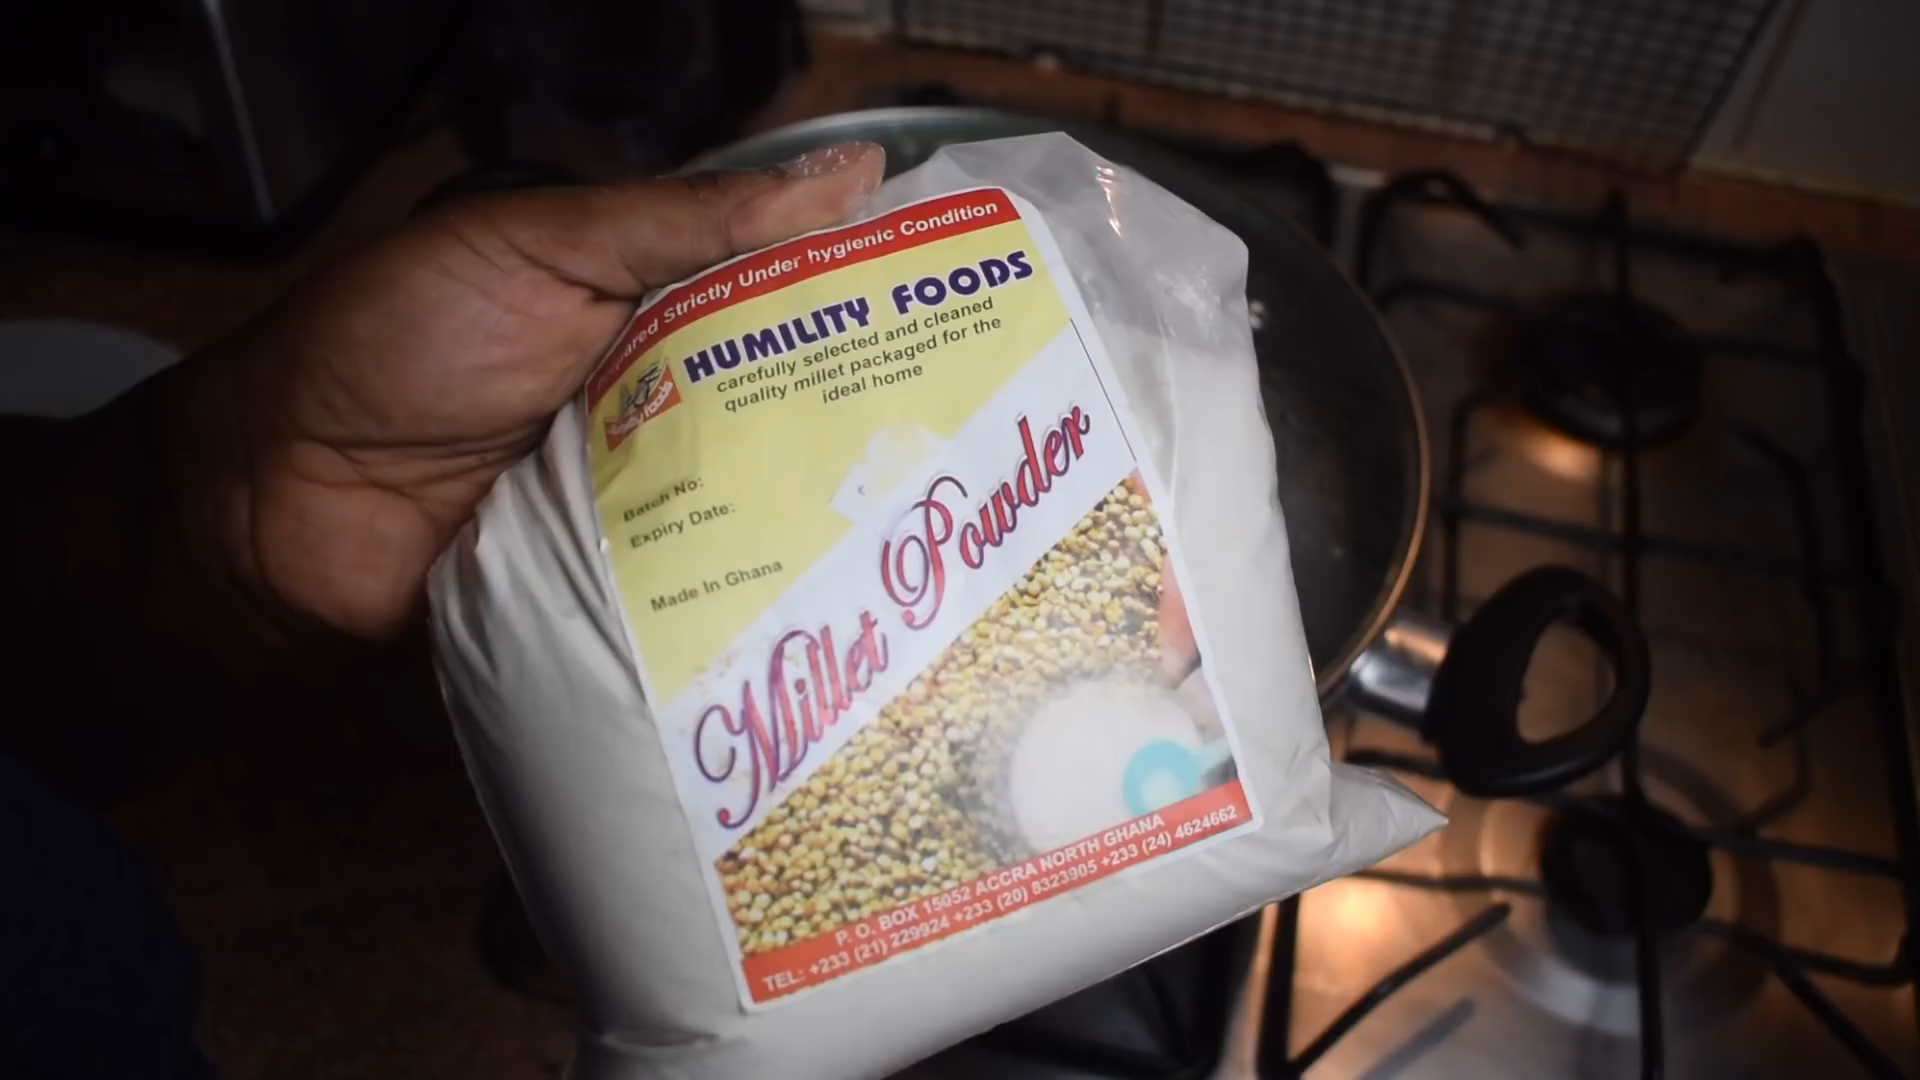 Strictly Under hygienic Condition
HUMILITY FOODS
carefully selected and cleaned
quality millet packaged for the
ideal home
Batch No:
Expiry Date:
Made In Ghana
Millet Powder
P. O. BOX 15052 ACCRA NORTH GHANA
TEL: +233 (21) 229924 +233 (20) 8323905 +233 (24) 4624662